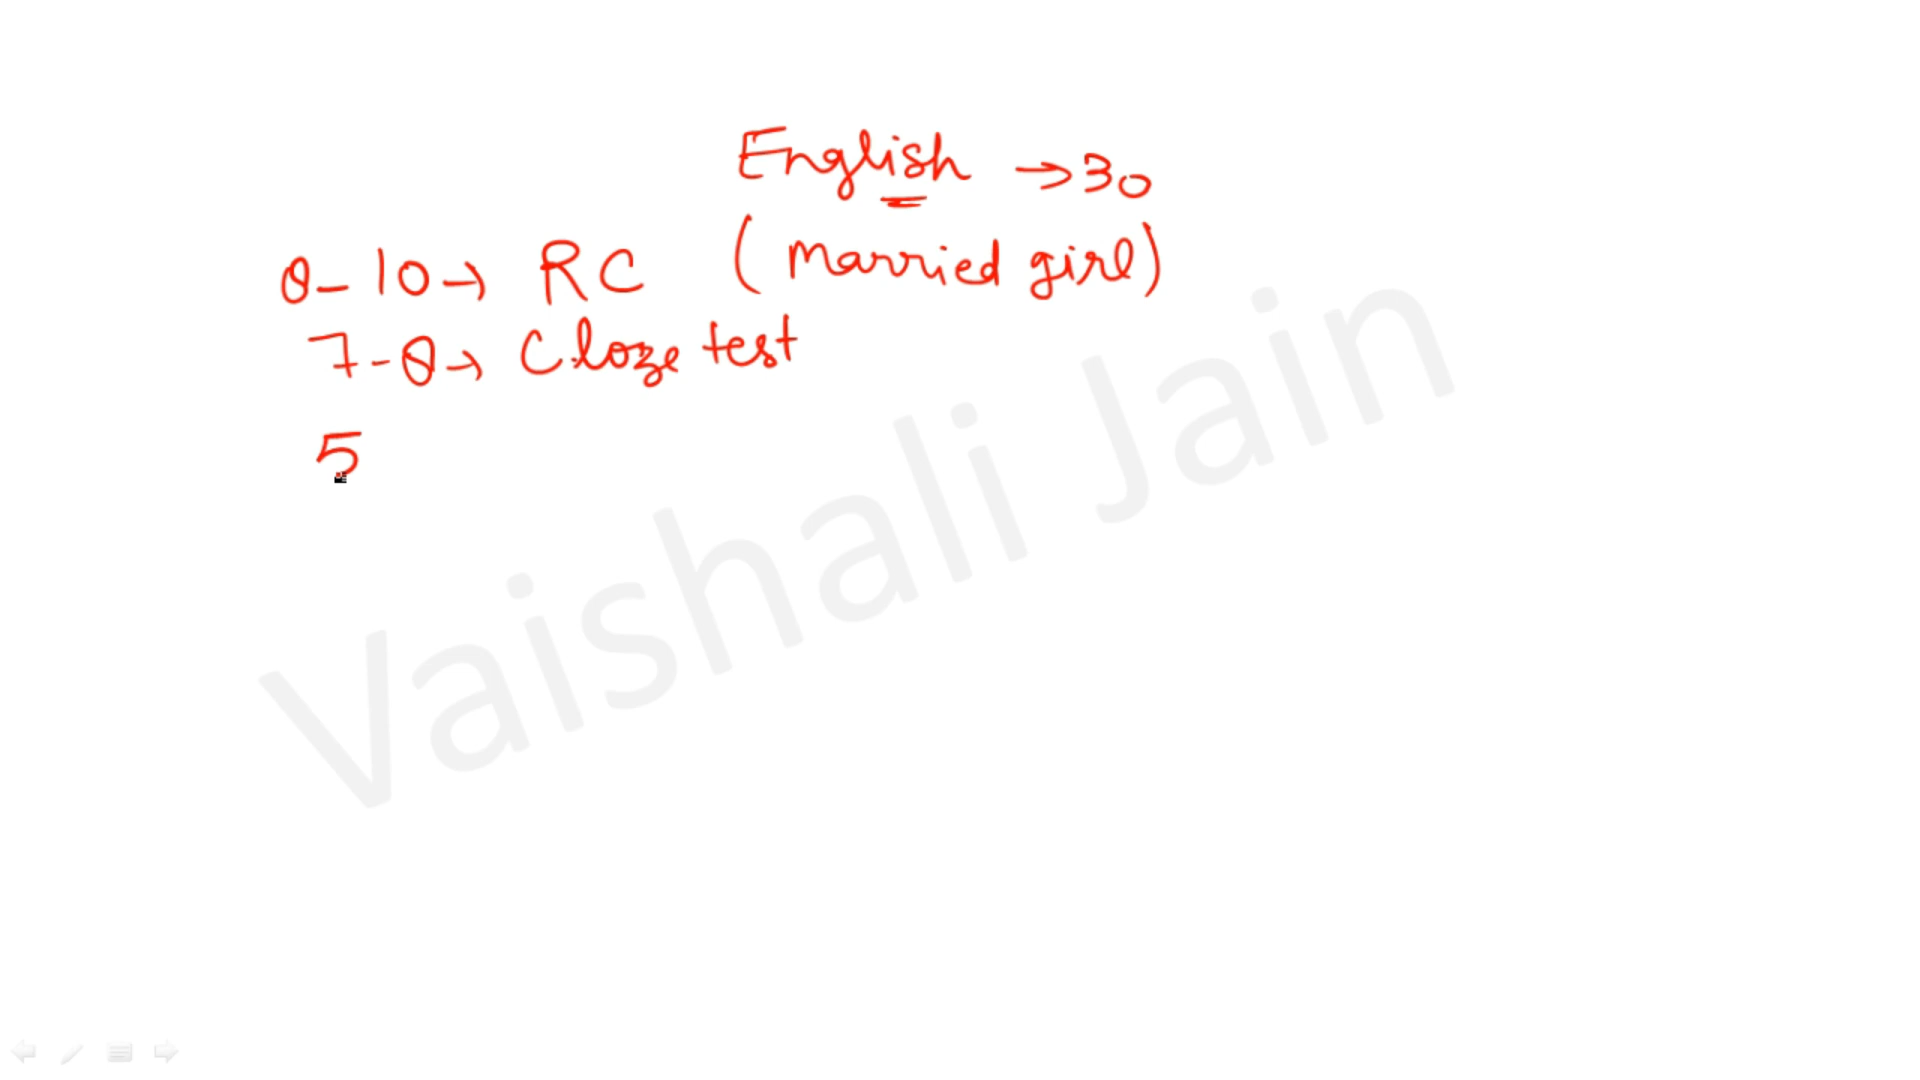 English → 30
8-10 → RC (Married girl)
7-8 → Cloze test
5
Vaishali Jain